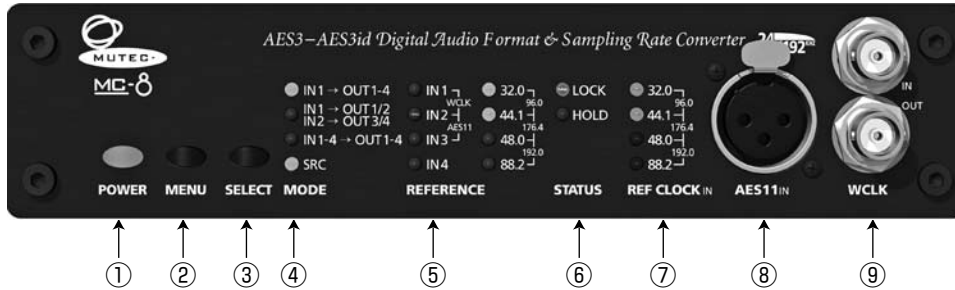 AES3–AES3id Digital Audio Format & Sampling Rate Converter
MUTEC
MC-8
IN1 → OUT1-4
IN1 → OUT1/2
IN2 → OUT3/4
IN1-4 → OUT1-4
SRC
IN1
WCLK
IN2
AES11
IN3
IN4
32.0
96.0
44.1
176.4
48.0
192.0
88.2
LOCK
HOLD
32.0
96.0
44.1
176.4
48.0
192.0
88.2
IN
OUT
POWER MENU SELECT MODE REFERENCE STATUS REF CLOCK IN AES11 IN WCLK
① ② ③ ④ ⑤ ⑥ ⑦ ⑧ ⑨